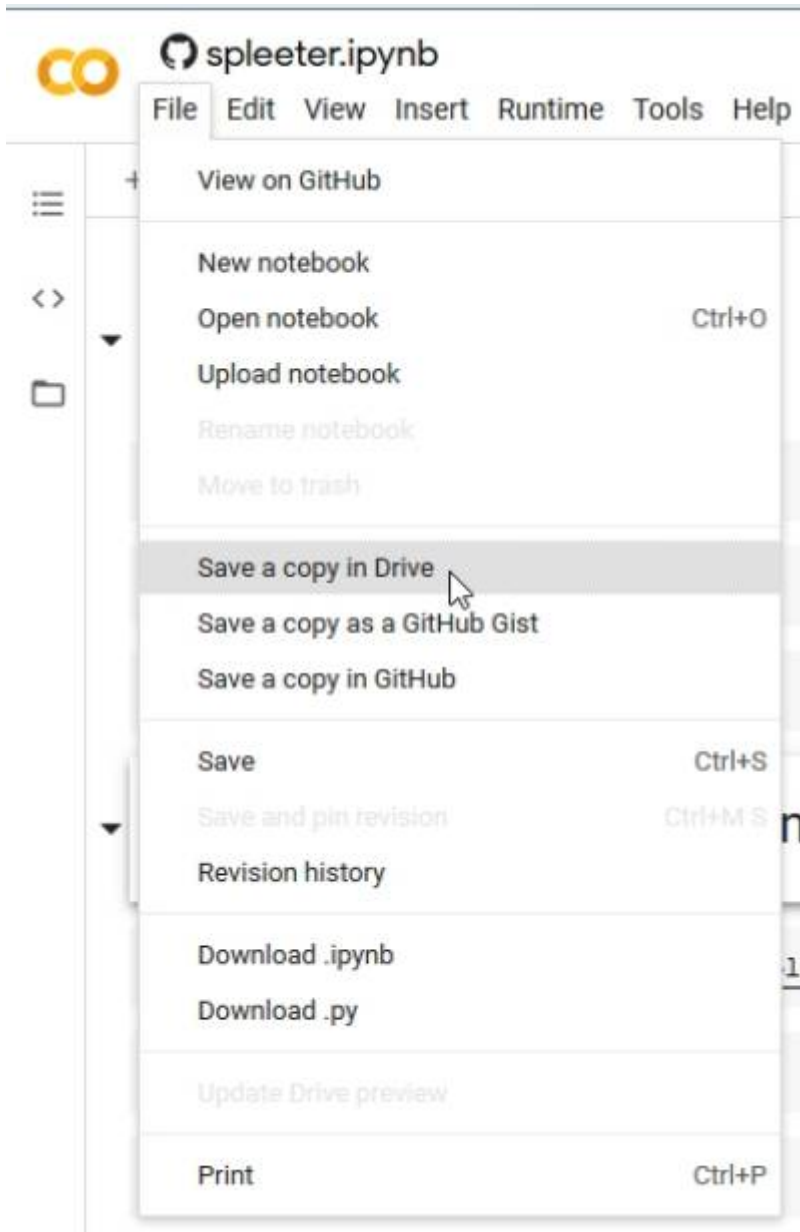 spleeter.ipynb
File Edit View Insert Runtime Tools Help
View on GitHub
New notebook
Open notebook Ctrl+O
Upload notebook
Rename notebook
Move to trash
Save a copy in Drive
Save a copy as a GitHub Gist
Save a copy in GitHub
Save Ctrl+S
Save and pin revision Ctrl+M S
Revision history
Download .ipynb
Download .py
Update Drive preview
Print Ctrl+P